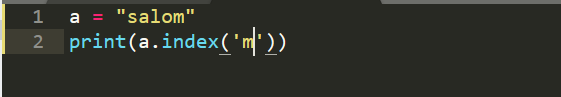 1 a = "salom"
2 print(a.index('m'))